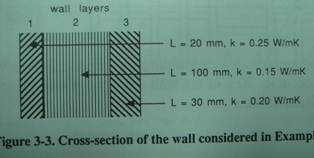 wall layers
1 2 3
L = 20 mm, k = 0.25 W/mK
L = 100 mm, k = 0.15 W/mK
L = 30 mm, k = 0.20 W/mK
igure 3-3. Cross-section of the wall considered in Exampl